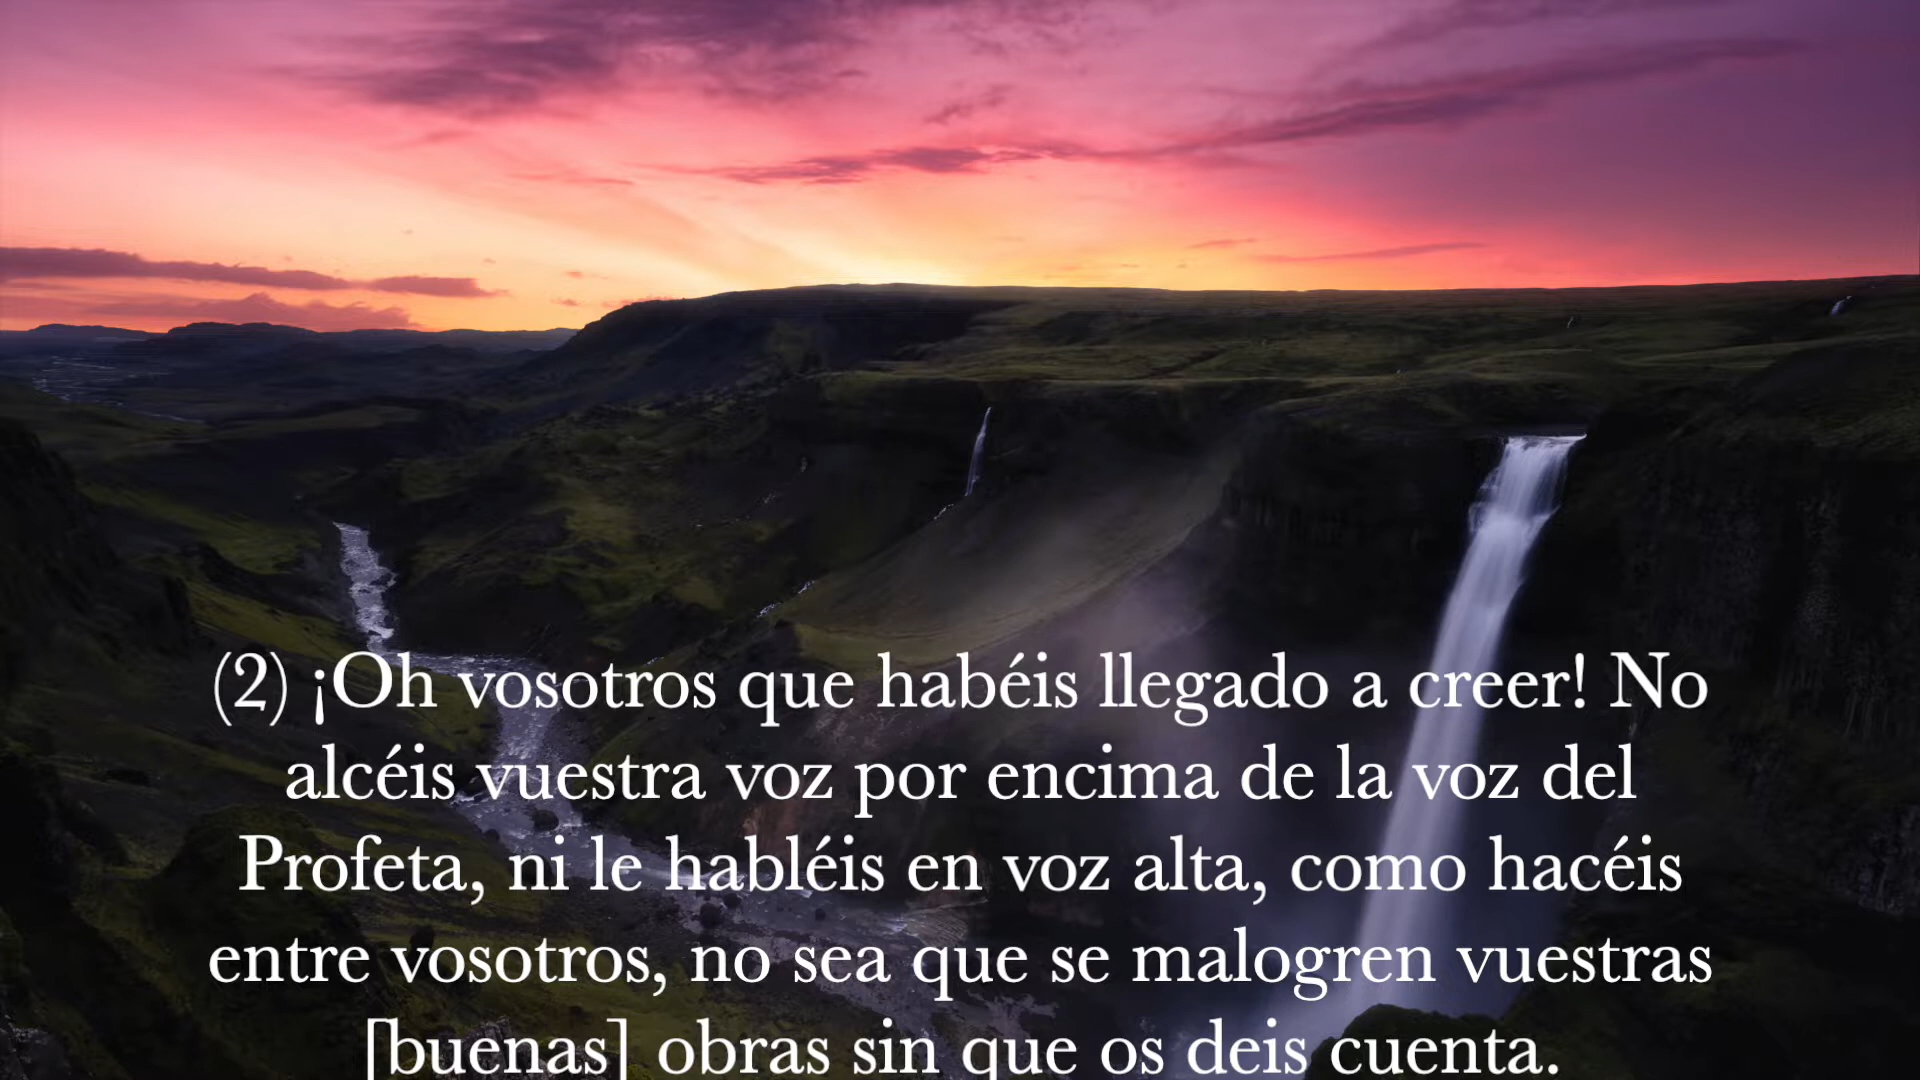 (2) ¡Oh vosotros que habéis llegado a creer! No
alcéis vuestra voz por encima de la voz del
Profeta, ni le habléis en voz alta, como hacéis
entre vosotros, no sea que se malogren vuestras
[buenas] obras sin que os deis cuenta.